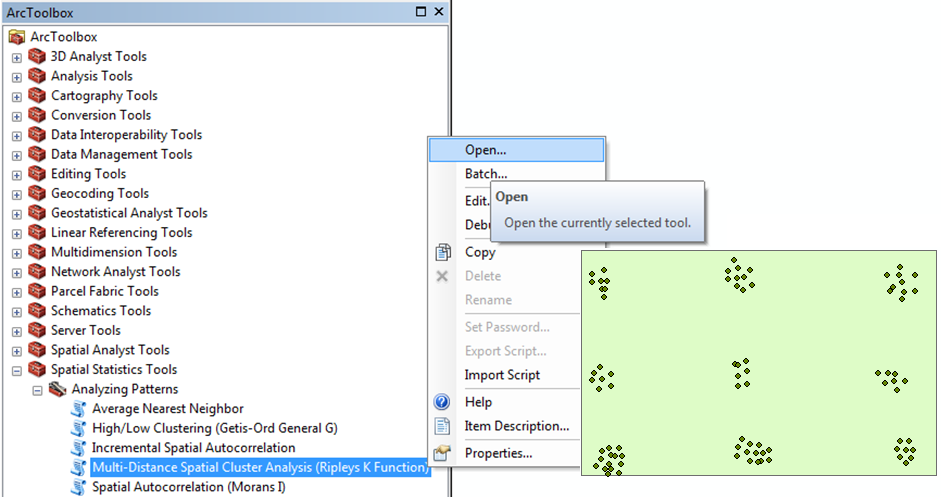 ArcToolbox
ArcToolbox
3D Analyst Tools
Analysis Tools
Cartography Tools
Conversion Tools
Data Interoperability Tools
Data Management Tools
Editing Tools
Geocoding Tools
Geostatistical Analyst Tools
Linear Referencing Tools
Multidimension Tools
Network Analyst Tools
Parcel Fabric Tools
Schematics Tools
Server Tools
Spatial Analyst Tools
Spatial Statistics Tools
Analyzing Patterns
Average Nearest Neighbor
High/Low Clustering (Getis-Ord General G)
Incremental Spatial Autocorrelation
Multi-Distance Spatial Cluster Analysis (Ripleys K Function)
Spatial Autocorrelation (Morans I)
Open...
Batch...
Edit.
Debu
Open
Open the currently selected tool.
Copy
Delete
Rename
Set Password...
Export Script...
Import Script
Help
Item Description...
Properties...